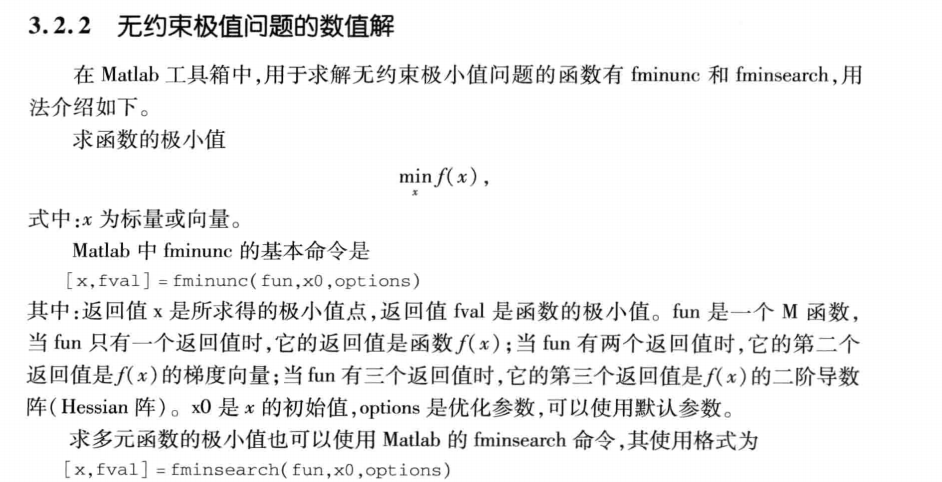 3.2.2 无约束极值问题的数值解
在 Matlab 工具箱中,用于求解无约束极小值问题的函数有 fminunc 和 fminsearch,用
法介绍如下。
求函数的极小值
min f(x),
x
式中:x 为标量或向量。
Matlab 中 fminunc 的基本命令是
[x,fval]=fminunc(fun,x0,options)
其中:返回值 x 是所求得的极小值点,返回值 fval 是函数的极小值。fun 是一个 M 函数,
当 fun 只有一个返回值时,它的返回值是函数 f(x);当 fun 有两个返回值时,它的第二个
返回值是 f(x)的梯度向量;当 fun 有三个返回值时,它的第三个返回值是 f(x)的二阶导数
阵(Hessian 阵)。x0 是 x 的初始值,options 是优化参数,可以使用默认参数。
求多元函数的极小值也可以使用 Matlab 的 fminsearch 命令,其使用格式为
[x,fval]=fminsearch(fun,x0,options)